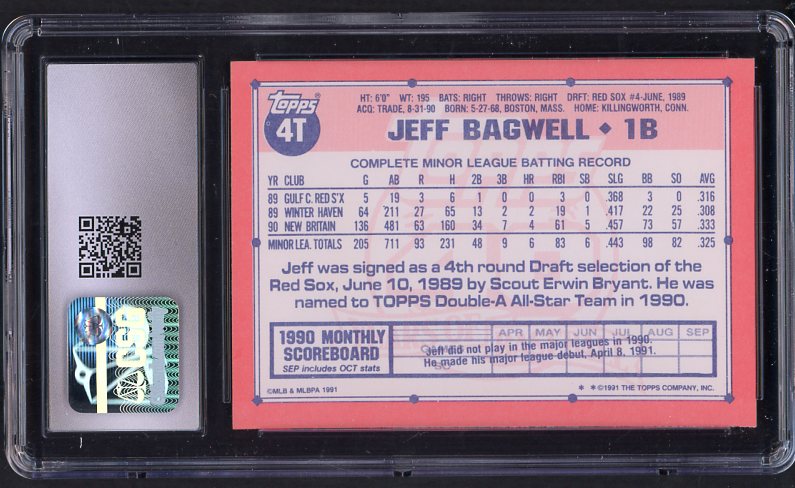 topps®
4T
HT: 6'0" WT: 195 BATS: RIGHT THROWS: RIGHT DRFT: RED SOX #4-JUNE, 1989
ACQ: TRADE, 8-31-90 BORN: 5-27-68, BOSTON, MASS. HOME: KILLINGWORTH, CONN.
JEFF BAGWELL ◆ 1B
COMPLETE MINOR LEAGUE BATTING RECORD
YR CLUB G AB R H 2B 3B HR RBI SB SLG BB SO AVG
89 GULF C. RED S'X 5 19 3 6 1 0 0 3 0 .368 3 0 .316
89 WINTER HAVEN 64 211 27 65 13 2 2 19 1 .417 22 25 .308
90 NEW BRITAIN 136 481 63 160 34 7 4 61 5 .457 73 57 .333
MINOR LEA. TOTALS 205 711 93 231 48 9 6 83 6 .443 98 82 .325
Jeff was signed as a 4th round Draft selection of the
Red Sox, June 10, 1989 by Scout Erwin Bryant. He was
named to TOPPS Double-A All-Star Team in 1990.
1990 MONTHLY
SCOREBOARD
SEP includes OCT stats
APR MAY JUN JUL AUG SEP
Jeff did not play in the major leagues in 1990.
He made his major league debut, April 8, 1991.
©MLB & MLBPA 1991
* * ©1991 THE TOPPS COMPANY, INC.